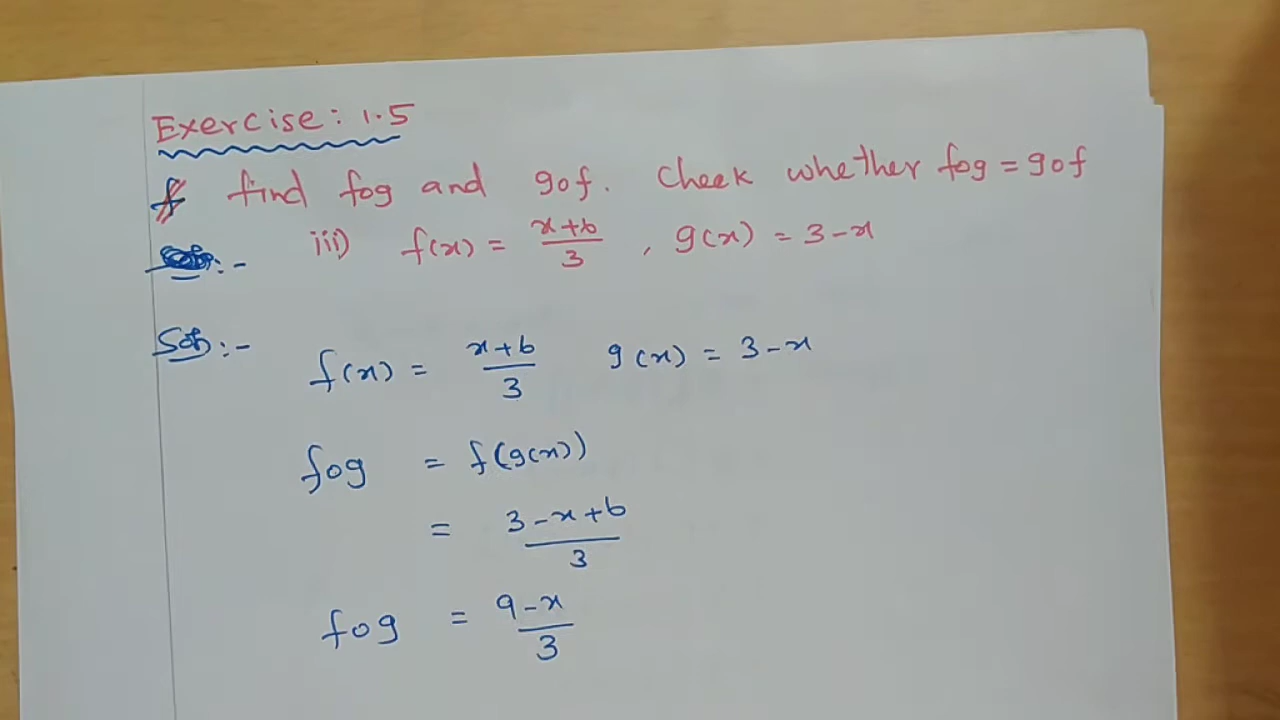 Exercise: 1.5
find fog and gof. Check whether fog = gof
iii) f(x) = x+6/3 , g(x) = 3-x
Sol:- f(x) = x+6/3 g(x) = 3-x
fog = f(g(x))
= 3-x+6/3
fog = 9-x/3